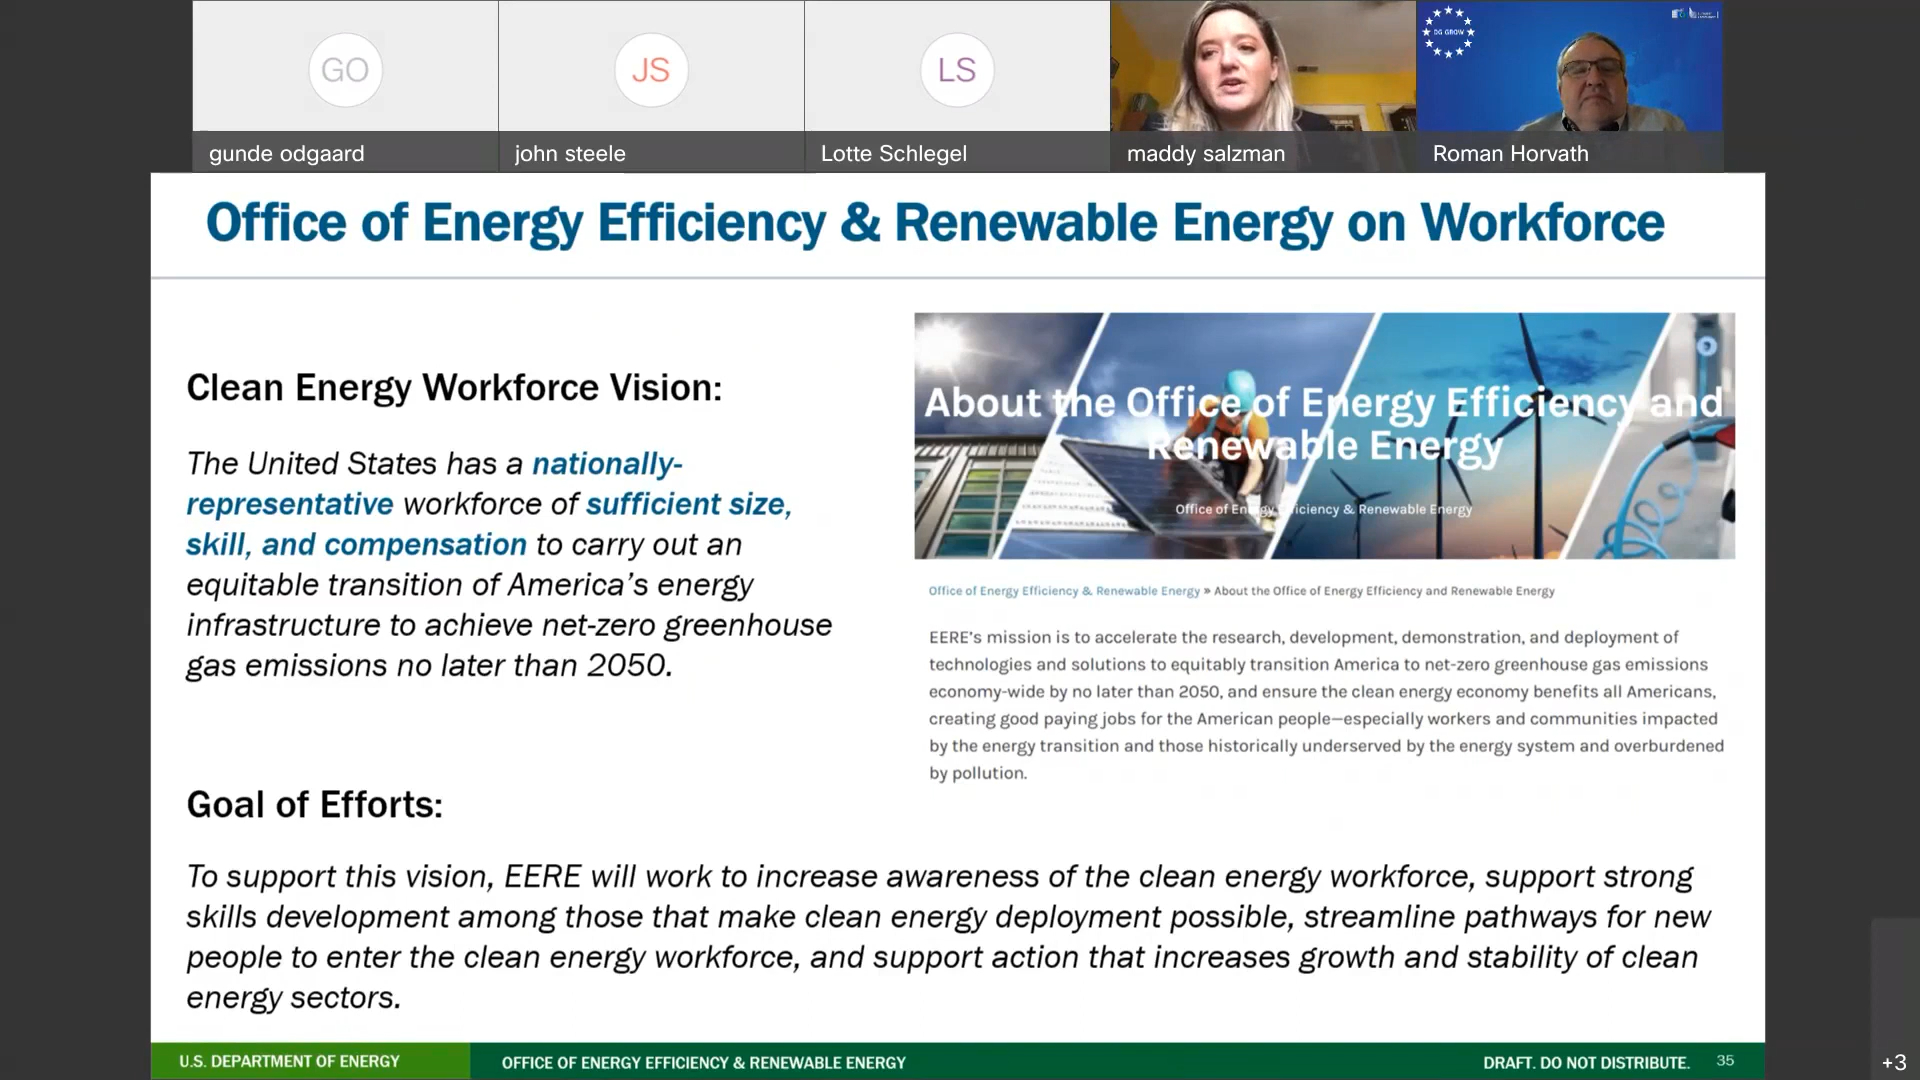 GO
JS
LS
DG GROW
gunde odgaard
john steele
Lotte Schlegel
maddy salzman
Roman Horvath
Office of Energy Efficiency & Renewable Energy on Workforce
Clean Energy Workforce Vision:
The United States has a nationally-
representative workforce of sufficient size,
skill, and compensation to carry out an
equitable transition of America’s energy
infrastructure to achieve net-zero greenhouse
gas emissions no later than 2050.
About the Office of Energy Efficiency and
Renewable Energy
Office of Energy Efficiency & Renewable Energy
Office of Energy Efficiency & Renewable Energy » About the Office of Energy Efficiency and Renewable Energy
EERE’s mission is to accelerate the research, development, demonstration, and deployment of
technologies and solutions to equitably transition America to net-zero greenhouse gas emissions
economy-wide by no later than 2050, and ensure the clean energy economy benefits all Americans,
creating good paying jobs for the American people—especially workers and communities impacted
by the energy transition and those historically underserved by the energy system and overburdened
by pollution.
Goal of Efforts:
To support this vision, EERE will work to increase awareness of the clean energy workforce, support strong
skills development among those that make clean energy deployment possible, streamline pathways for new
people to enter the clean energy workforce, and support action that increases growth and stability of clean
energy sectors.
U.S. DEPARTMENT OF ENERGY
OFFICE OF ENERGY EFFICIENCY & RENEWABLE ENERGY
DRAFT. DO NOT DISTRIBUTE.
35
+3